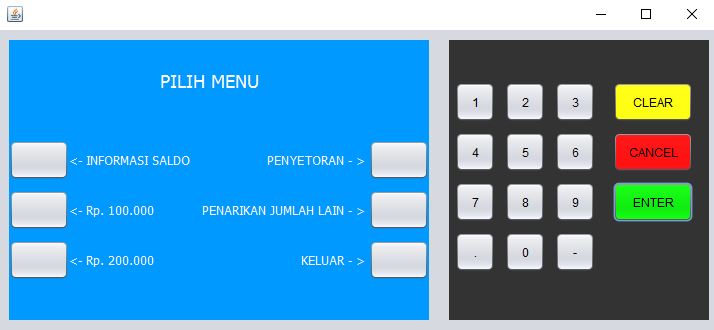 PILIH MENU
<- INFORMASI SALDO
PENYETORAN - >
<- Rp. 100.000
PENARIKAN JUMLAH LAIN - >
<- Rp. 200.000
KELUAR - >
1 2 3 CLEAR
4 5 6 CANCEL
7 8 9 ENTER
. 0 -